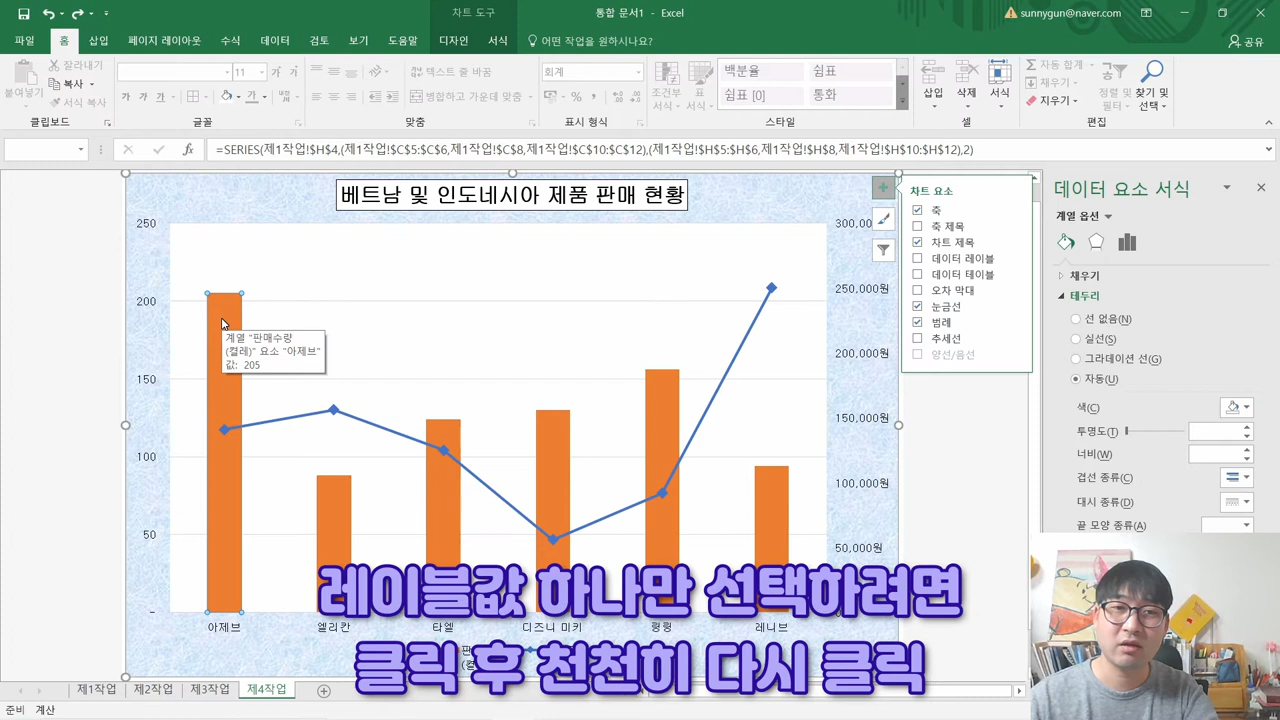 차트 도구
통합 문서1 - Excel
sunnygun@naver.com
파일 홈 삽입 페이지 레이아웃 수식 데이터 검토 보기 도움말 디자인 서식 어떤 작업을 원하시나요?
공유
붙여넣기
잘라내기
복사
서식 복사
클립보드
11
가 가 가
글꼴
텍스트 줄 바꿈
병합하고 가운데 맞춤
맞춤
회계
표시 형식
조건부 서식
표 서식
백분율 쉼표
쉼표 [0] 통화
스타일
삽입 삭제 서식
셀
자동 합계
채우기
지우기
정렬 및 필터
찾기 및 선택
편집
=SERIES(제1작업!$H$4,(제1작업!$C$5:$C$6,제1작업!$C$8,제1작업!$C$10:$C$12),(제1작업!$H$5:$H$6,제1작업!$H$8,제1작업!$H$10:$H$12),2)
베트남 및 인도네시아 제품 판매 현황
250
200
150
100
50
-
300,00
250,000원
200,000원
150,000원
100,000원
50,000원
계열 "판매수량
(컬레)" 요소 "아제브"
값: 205
아제브 엘리칸 타엘 디즈니 미키 펑핑 레니브
차트 요소
축
축 제목
차트 제목
데이터 레이블
데이터 테이블
오차 막대
눈금선
범례
추세선
양선/음선
데이터 요소 서식
계열 옵션
채우기
테두리
선 없음(N)
실선(S)
그라데이션 선(G)
자동(U)
색(C)
투명도(T)
너비(W)
겹선 종류(C)
대시 종류(D)
끝 모양 종류(A)
레이블값 하나만 선택하려면
클릭 후 천천히 다시 클릭
제1작업 제2작업 제3작업 제4작업
준비 계산